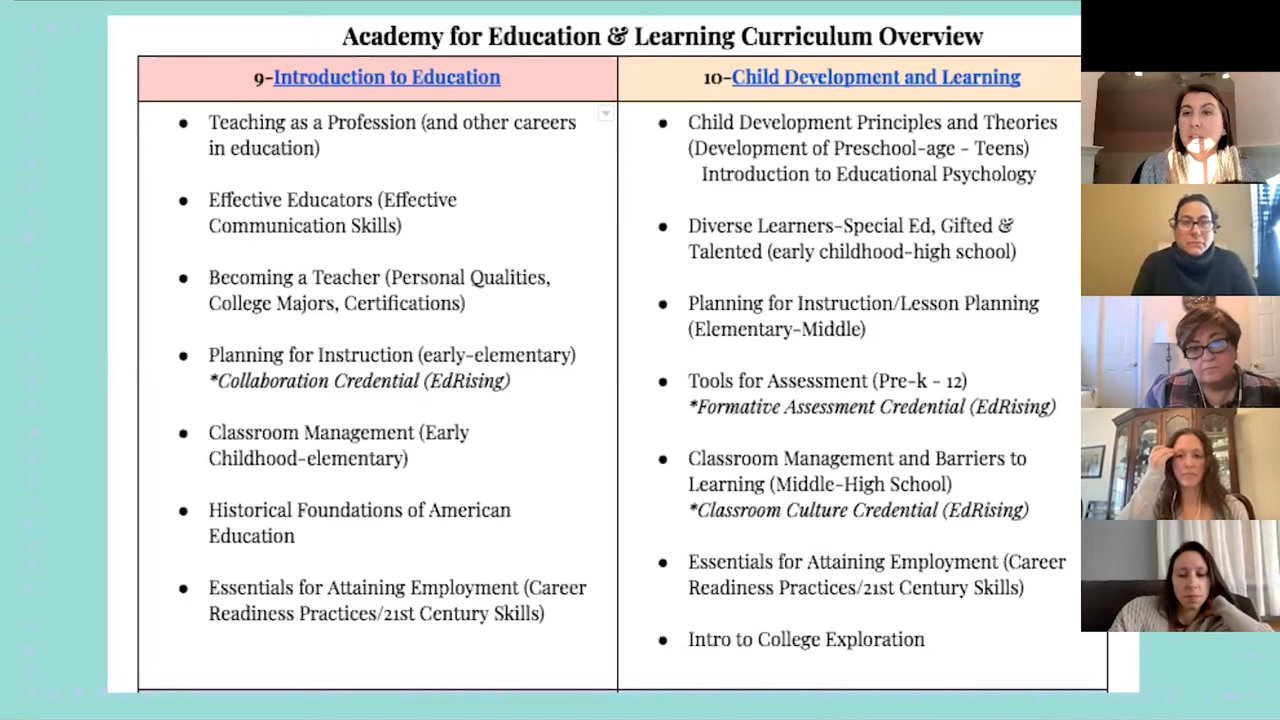 Academy for Education & Learning Curriculum Overview
9-Introduction to Education
● Teaching as a Profession (and other careers
in education)
● Effective Educators (Effective
Communication Skills)
● Becoming a Teacher (Personal Qualities,
College Majors, Certifications)
● Planning for Instruction (early-elementary)
*Collaboration Credential (EdRising)
● Classroom Management (Early
Childhood-elementary)
● Historical Foundations of American
Education
● Essentials for Attaining Employment (Career
Readiness Practices/21st Century Skills)
10-Child Development and Learning
● Child Development Principles and Theories
(Development of Preschool-age - Teens)
Introduction to Educational Psychology
● Diverse Learners-Special Ed, Gifted &
Talented (early childhood-high school)
● Planning for Instruction/Lesson Planning
(Elementary-Middle)
● Tools for Assessment (Pre-k - 12)
*Formative Assessment Credential (EdRising)
● Classroom Management and Barriers to
Learning (Middle-High School)
*Classroom Culture Credential (EdRising)
● Essentials for Attaining Employment (Career
Readiness Practices/21st Century Skills)
● Intro to College Exploration